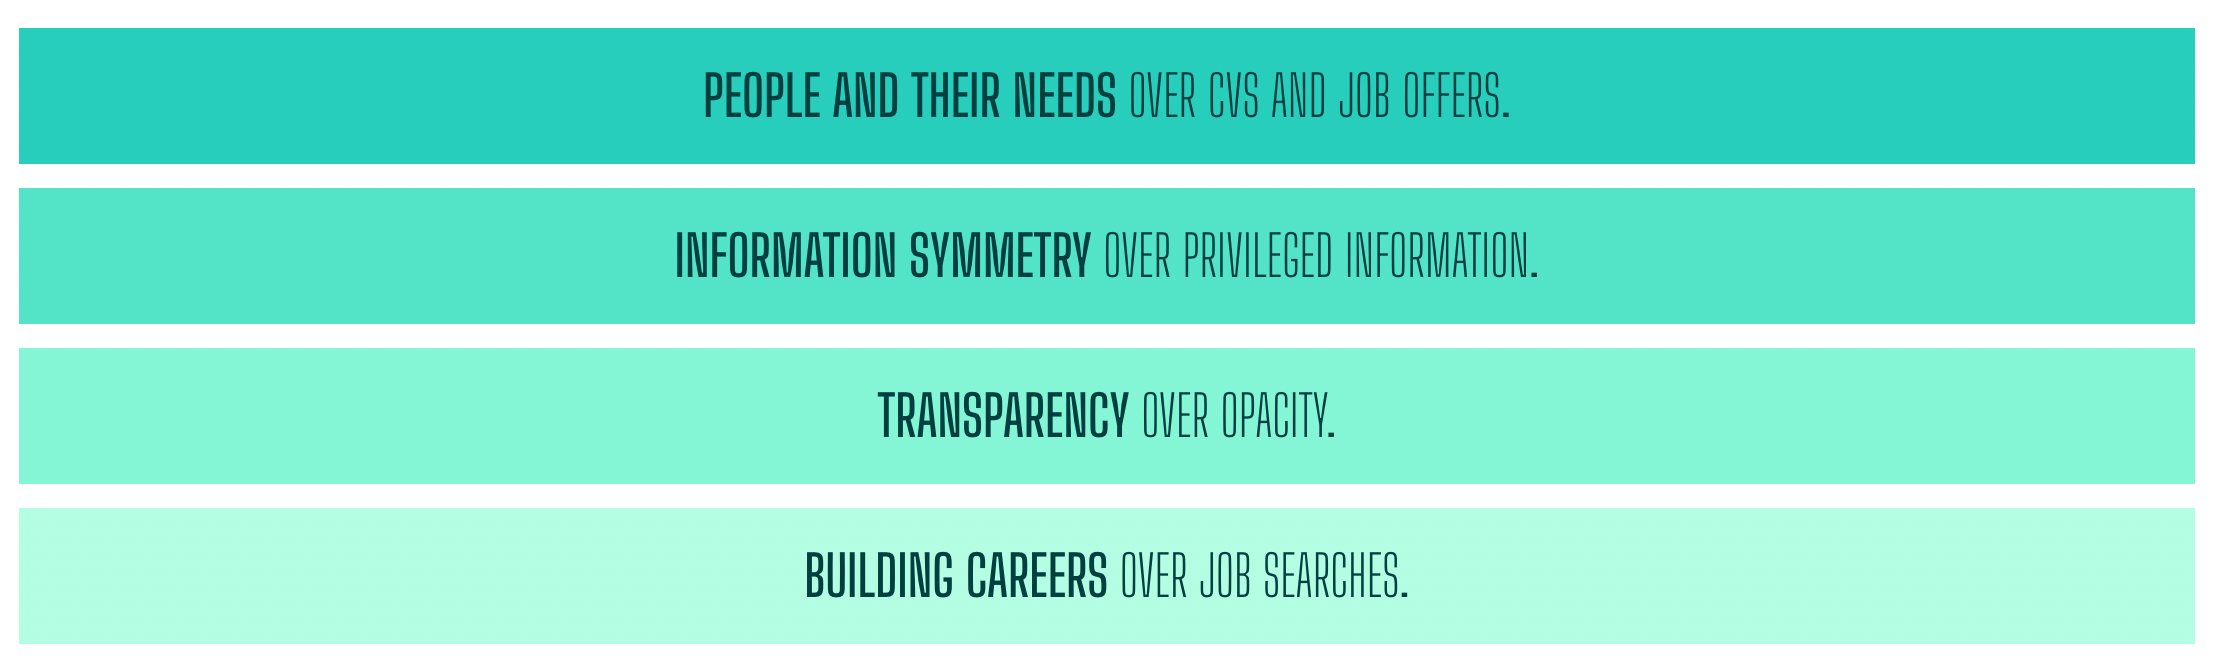 PEOPLE AND THEIR NEEDS OVER CVS AND JOB OFFERS.
INFORMATION SYMMETRY OVER PRIVILEGED INFORMATION.
TRANSPARENCY OVER OPACITY.
BUILDING CAREERS OVER JOB SEARCHES.